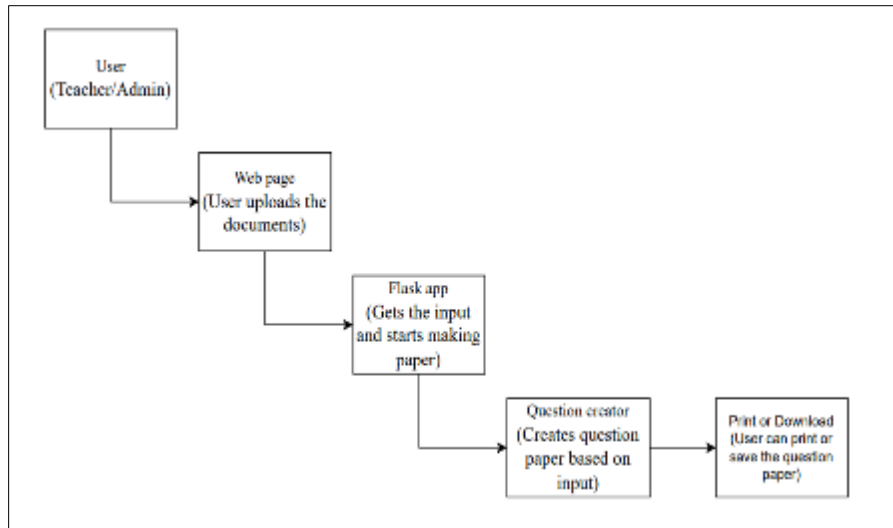 User
(Teacher/Admin)
Web page
(User uploads the
documents)
Flask app
(Gets the input
and starts making
paper)
Question creator
(Creates question
paper based on
input)
Print or Download
(User can print or
save the question
paper)